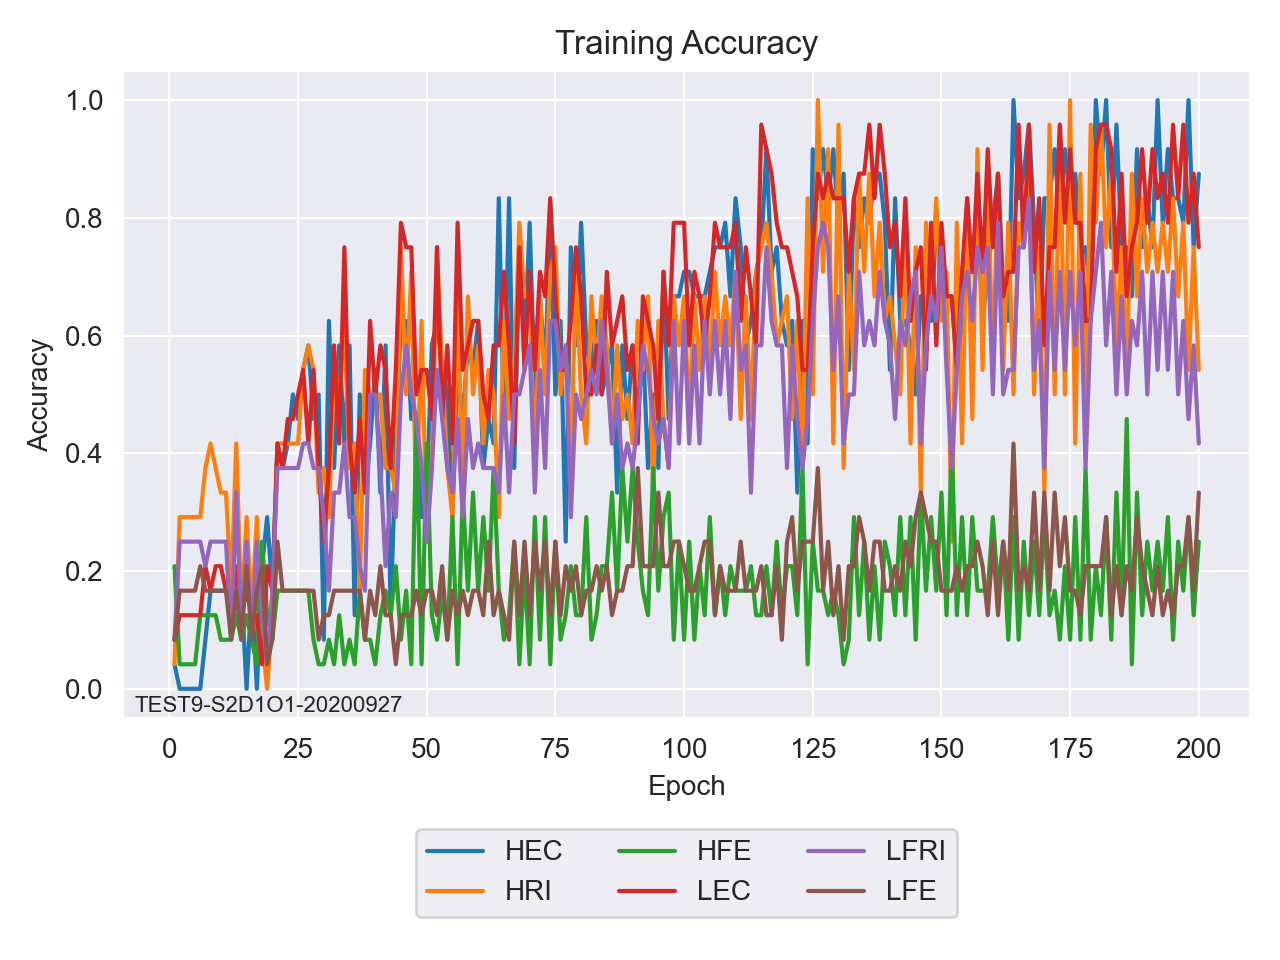 Training Accuracy
1.0
0.8
0.6
0.4
0.2
0.0
Accuracy
TEST9-S2D1O1-20200927
0 25 50 75 100 125 150 175 200
Epoch
HEC HFE LFRI
HRI LEC LFE